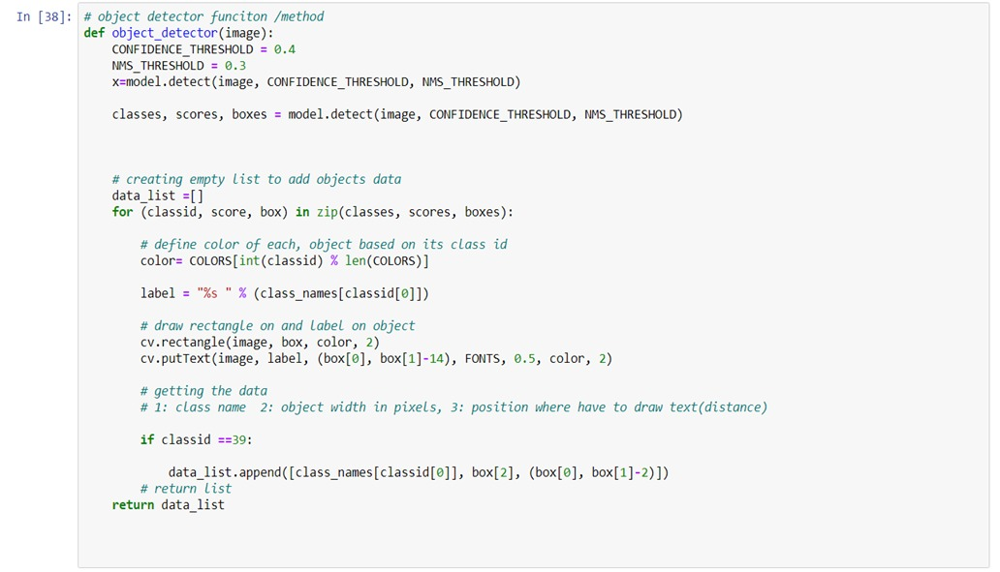 In [38]: # object detector funciton /method
def object_detector(image):
    CONFIDENCE_THRESHOLD = 0.4
    NMS_THRESHOLD = 0.3
    x=model.detect(image, CONFIDENCE_THRESHOLD, NMS_THRESHOLD)
    classes, scores, boxes = model.detect(image, CONFIDENCE_THRESHOLD, NMS_THRESHOLD)
    # creating empty list to add objects data
    data_list =[]
    for (classid, score, box) in zip(classes, scores, boxes):
        # define color of each, object based on its class id
        color= COLORS[int(classid) % len(COLORS)]
        label = "%s " % (class_names[classid[0]])
        # draw rectangle on and label on object
        cv.rectangle(image, box, color, 2)
        cv.putText(image, label, (box[0], box[1]-14), FONTS, 0.5, color, 2)
        # getting the data
        # 1: class name  2: object width in pixels, 3: position where have to draw text(distance)
        if classid ==39:
            data_list.append([class_names[classid[0]], box[2], (box[0], box[1]-2)])
        # return list
    return data_list